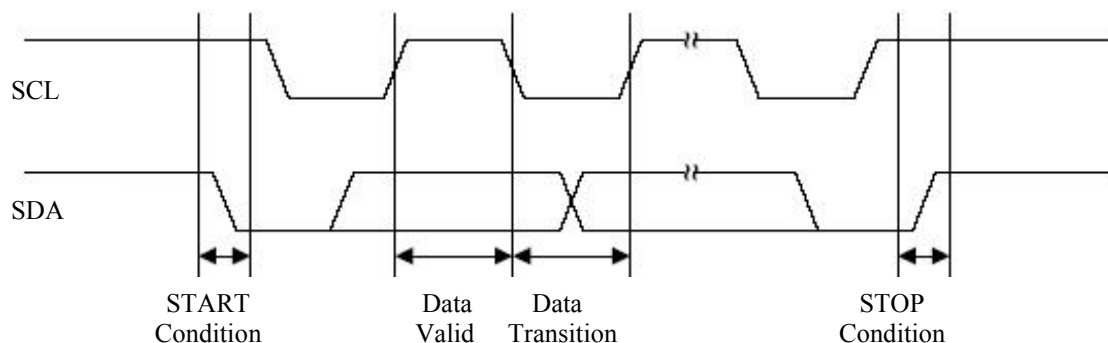 SCL
SDA
START
Condition
Data
Valid
Data
Transition
STOP
Condition